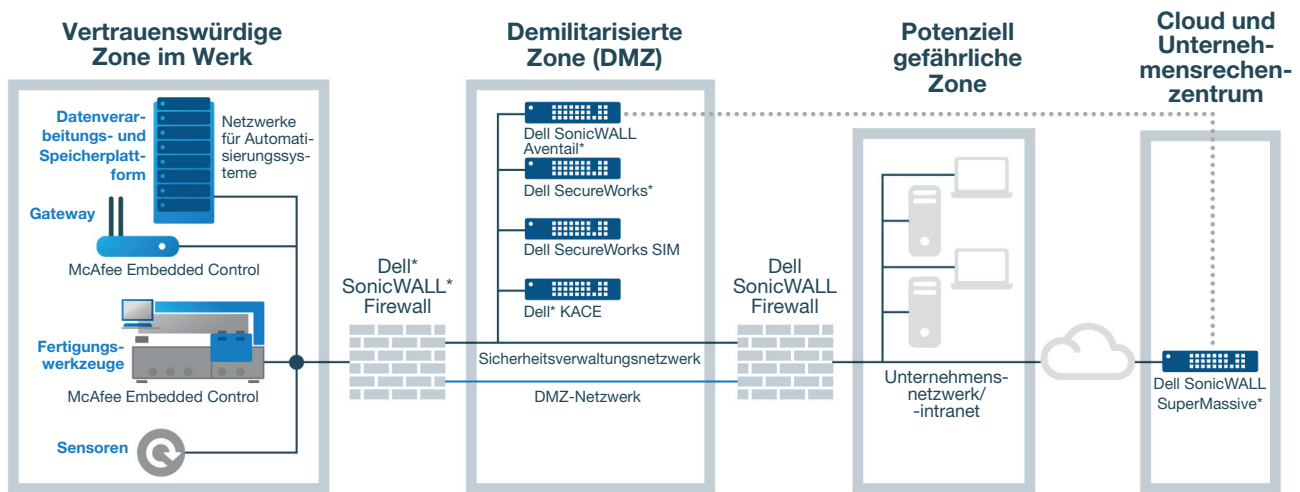 Vertrauenswürdige
Zone im Werk
Datenverar-
beitungs- und
Speicherplatt-
form
Netzwerke
für Automati-
sierungssys-
teme
Gateway
McAfee Embedded Control
Fertigungs-
werkzeuge
McAfee Embedded Control
Sensoren
Dell*
SonicWALL*
Firewall
Demilitarisierte
Zone (DMZ)
Dell SonicWALL
Aventail*
Dell SecureWorks*
Dell SecureWorks SIM
Dell* KACE
Sicherheitsverwaltungsnetzwerk
DMZ-Netzwerk
Dell
SonicWALL
Firewall
Potenziell
gefährliche
Zone
Unternehmens-
netzwerk/
-intranet
Cloud und
Unterneh-
mensrechen-
zentrum
Dell SonicWALL
SuperMassive*